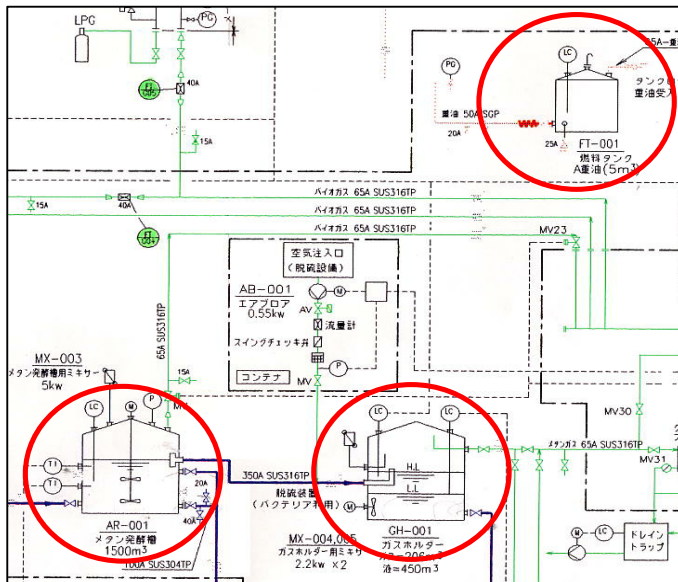 LPG
PG
FT
G05
40A
15A
LC
PG
65A-重
タンクロ
重油受入
重油 50A SGP
20A
25A
FT-001
燃料タンク
A重油(5m³)
15A
40A
FT
G04
バイオガス 65A SUS316TP
バイオガス 65A SUS316TP
バイオガス 65A SUS316TP
MV23
空気注入口
(脱硫設備)
AB-001
エアブロア
0.55kw
M
AV
流量計
スイングチェッキ弁
P
コンテナ
MV
65A SUS316TP
MX-003
メタン発酵槽用ミキサー
5kw
15A
LC
M
P
MV
TI
TI
20A
40A
AR-001
メタン発酵槽
1500m³
100A SUS304TP
350A SUS316TP
脱硫装置
(バクテリア利用)
MX-004,005
ガスホルダー用ミキサ
2.2kw ×2
LC
LC
H.L
L.L
M
GH-001
ガスホルダー
液=450m³
メタンガス 65A SUS316TP
MV30
MV31
M
LC
ドレイン
トラップ